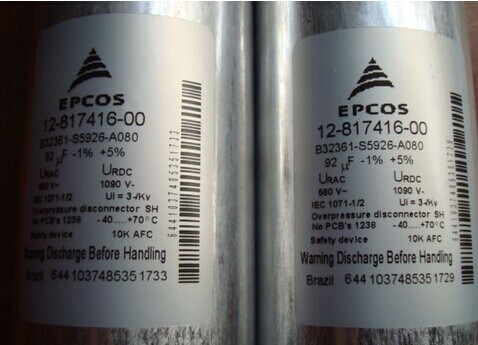 EPCOS
12-817416-00
B32361-S5926-A080
92 µF -1% +5%
URAC URDC
680 V~ 1090 V-
IEC 1071-1/2 Ui = 3-/Kv
Overpressure disconnector SH
No PCB's 1238 - 40.....+70°C
Safety device 10K AFC
Warning Discharge Before Handling
Brazil 644 1037485351733
6441037485351733
EPCOS
12-817416-00
B32361-S5926-A080
92 µF -1% +5%
URAC URDC
680 V~ 1090 V-
IEC 1071-1/2 Ui = 3-/Kv
Overpressure disconnector SH
No PCB's 1238 - 40.....+70°C
Safety device 10K AFC
Warning Discharge Before Handling
Brazil 644 1037485351729
6441037485351729